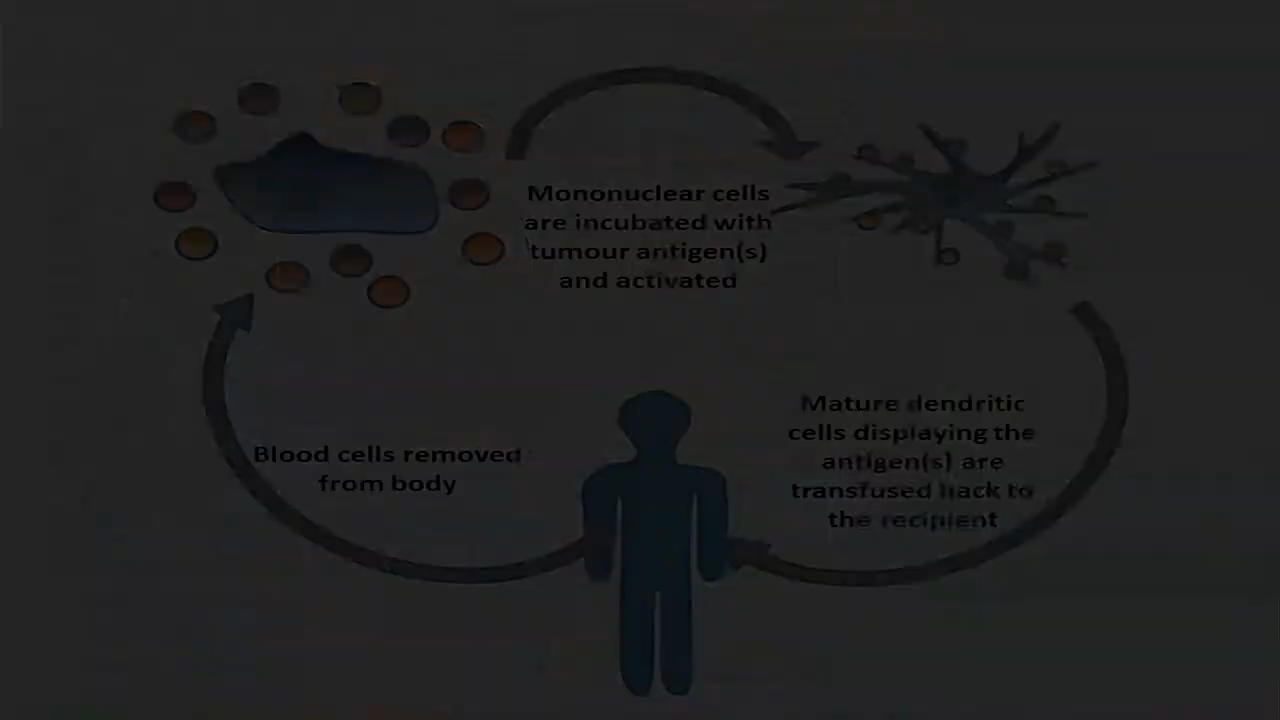 Mononuclear cells
are incubated with
tumour antigen(s)
and activated
Blood cells removed
from body
Mature dendritic
cells displaying the
antigen(s) are
transfused back to
the recipient